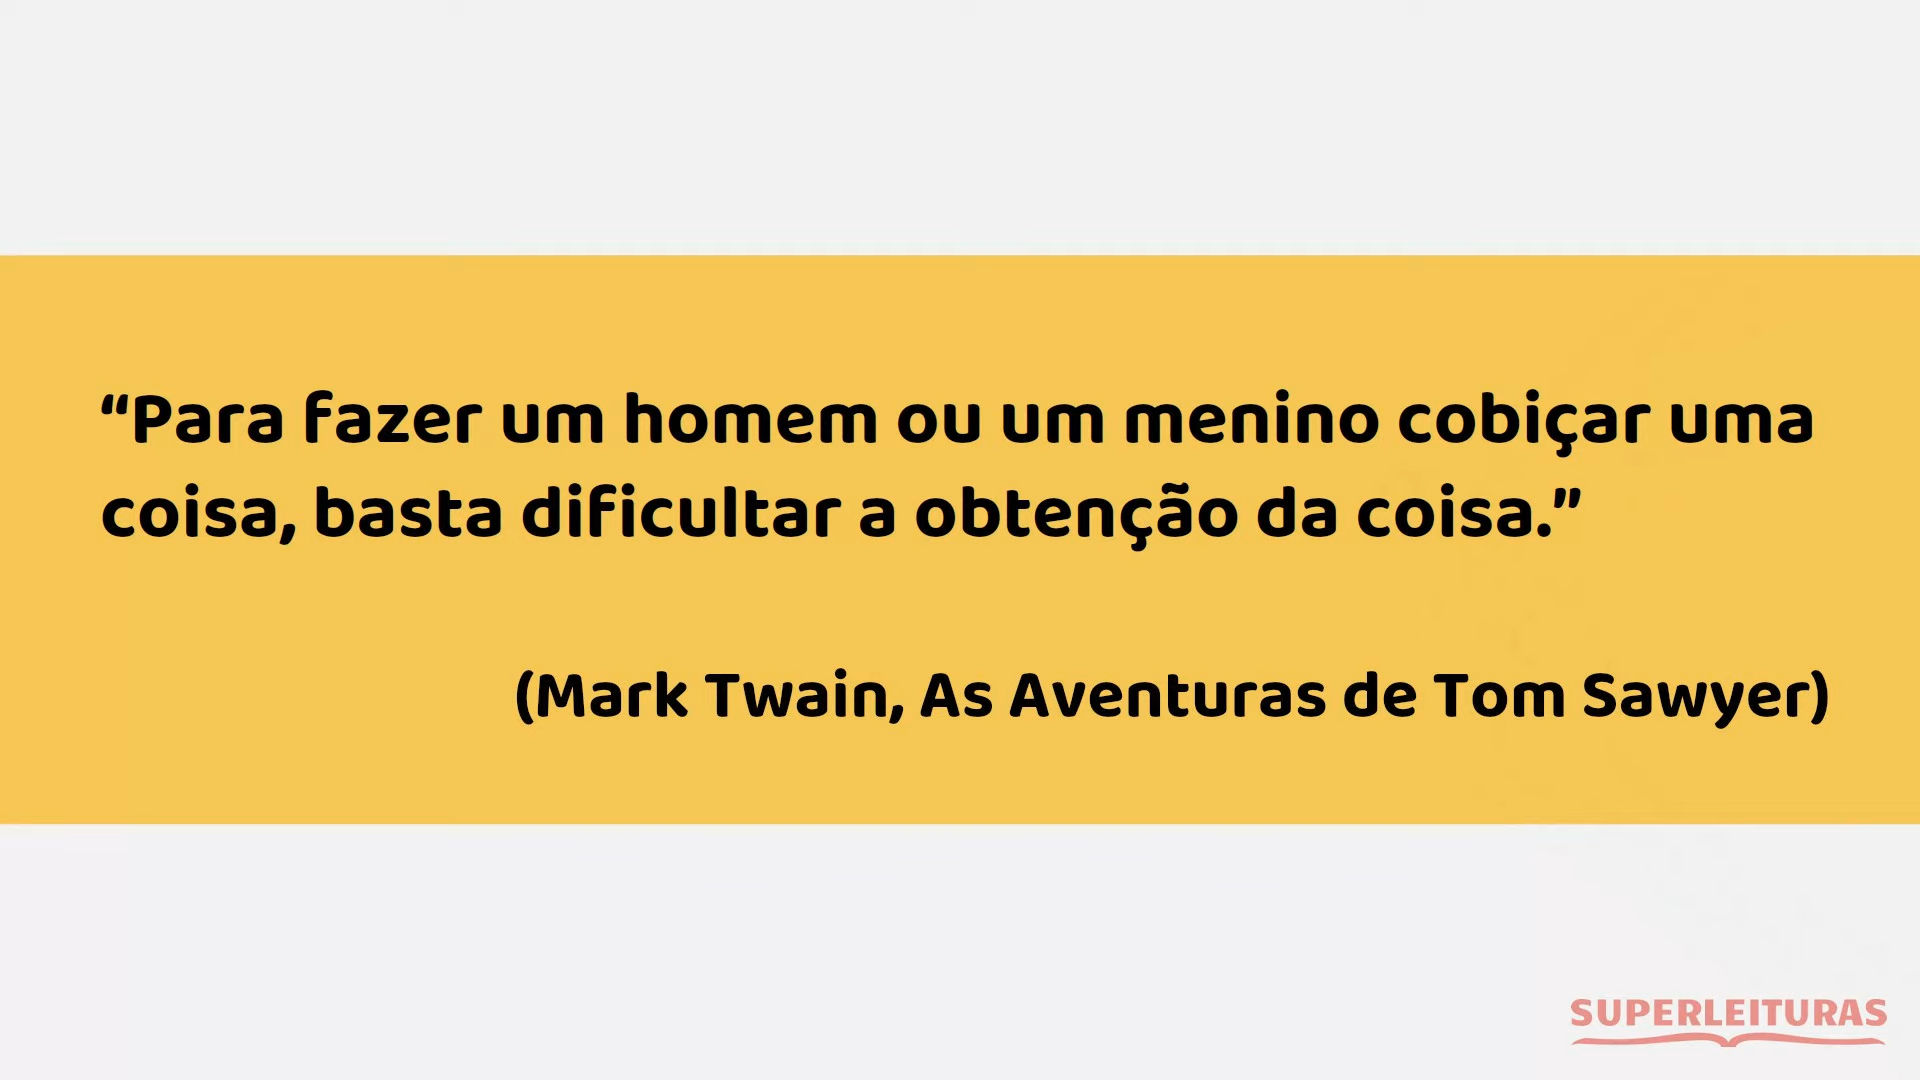 “Para fazer um homem ou um menino cobiçar uma
coisa, basta dificultar a obtenção da coisa.”
(Mark Twain, As Aventuras de Tom Sawyer)
SUPERLEITURAS